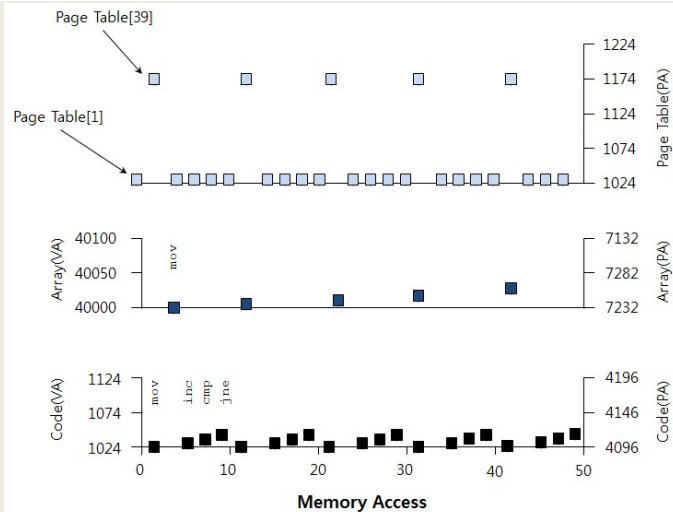 Page Table[39]
Page Table[1]
1224
1174
1124
1074
1024
Page Table(PA)
Array(VA)
40100
40050
40000
mov
7132
7282
7232
Array(PA)
Code(VA)
1124
1074
1024
mov
inc
cmp
jne
4196
4146
4096
Code(PA)
0
10
20
30
40
50
Memory Access